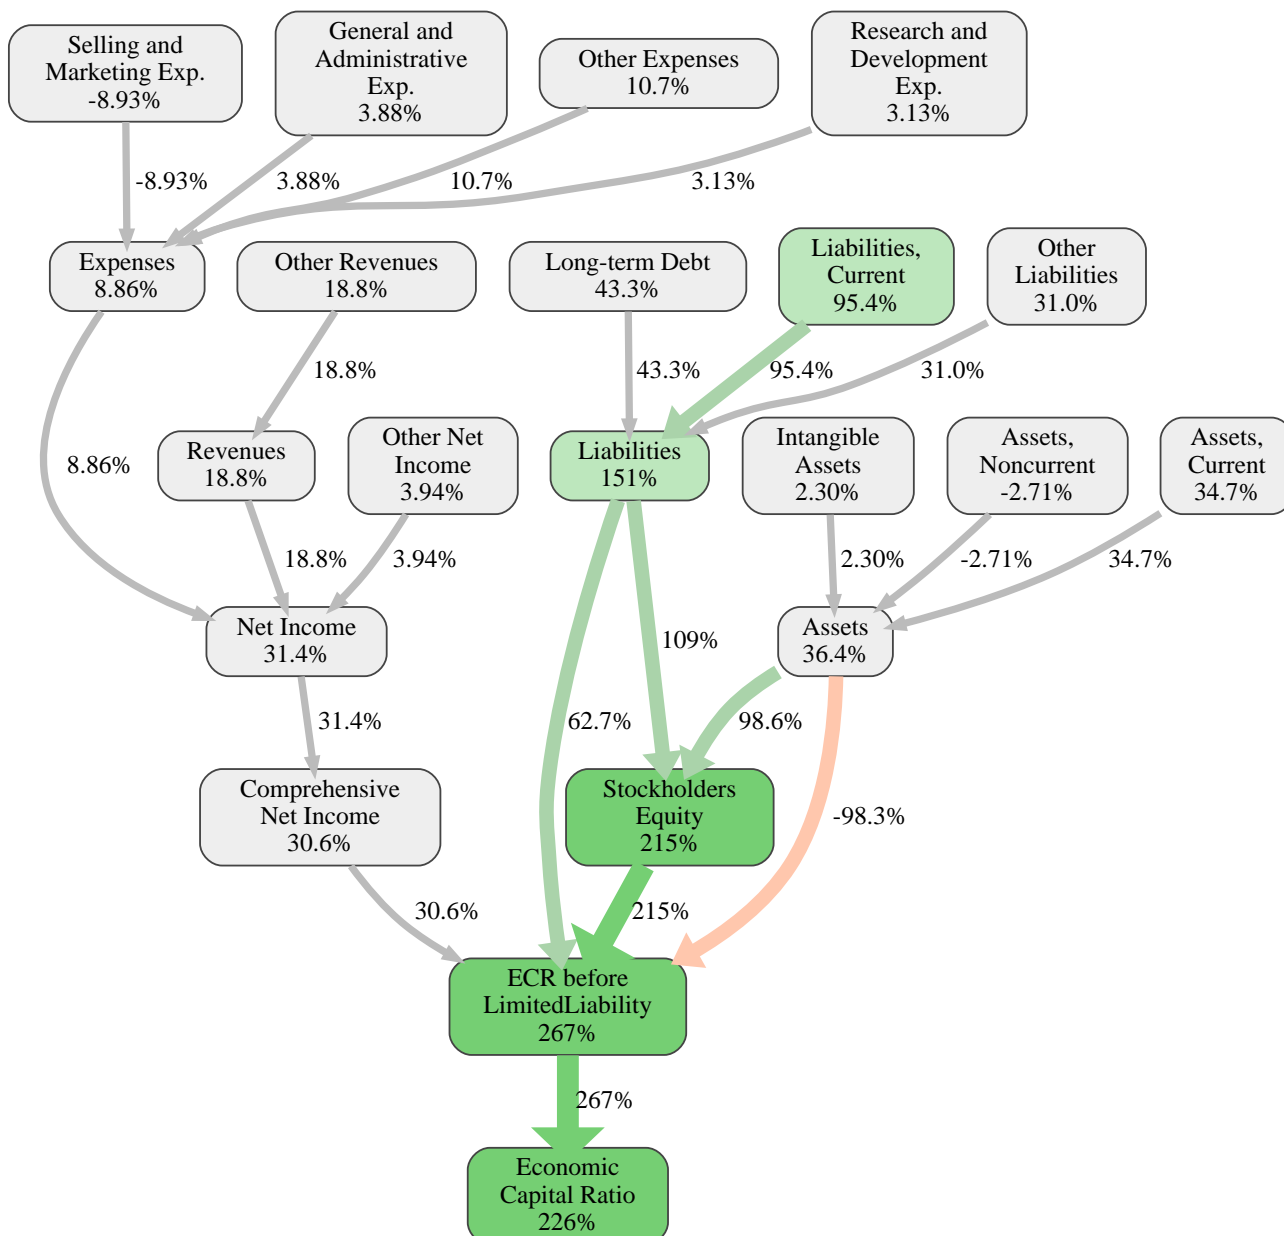 Selling and
Marketing Exp.
-8.93%
General and
Administrative
Exp.
3.88%
Other Expenses
10.7%
Research and
Development
Exp.
3.13%
-8.93%
3.88%
10.7%
3.13%
Expenses
8.86%
Other Revenues
18.8%
Long-term Debt
43.3%
Liabilities,
Current
95.4%
Other
Liabilities
31.0%
18.8%
43.3%
95.4%
31.0%
8.86%
Revenues
18.8%
Other Net
Income
3.94%
Liabilities
151%
Intangible
Assets
2.30%
Assets,
Noncurrent
-2.71%
Assets,
Current
34.7%
18.8%
3.94%
2.30%
-2.71%
34.7%
Net Income
31.4%
109%
Assets
36.4%
31.4%
62.7%
98.6%
Comprehensive
Net Income
30.6%
Stockholders
Equity
215%
-98.3%
30.6%
215%
ECR before
LimitedLiability
267%
267%
Economic
Capital Ratio
226%